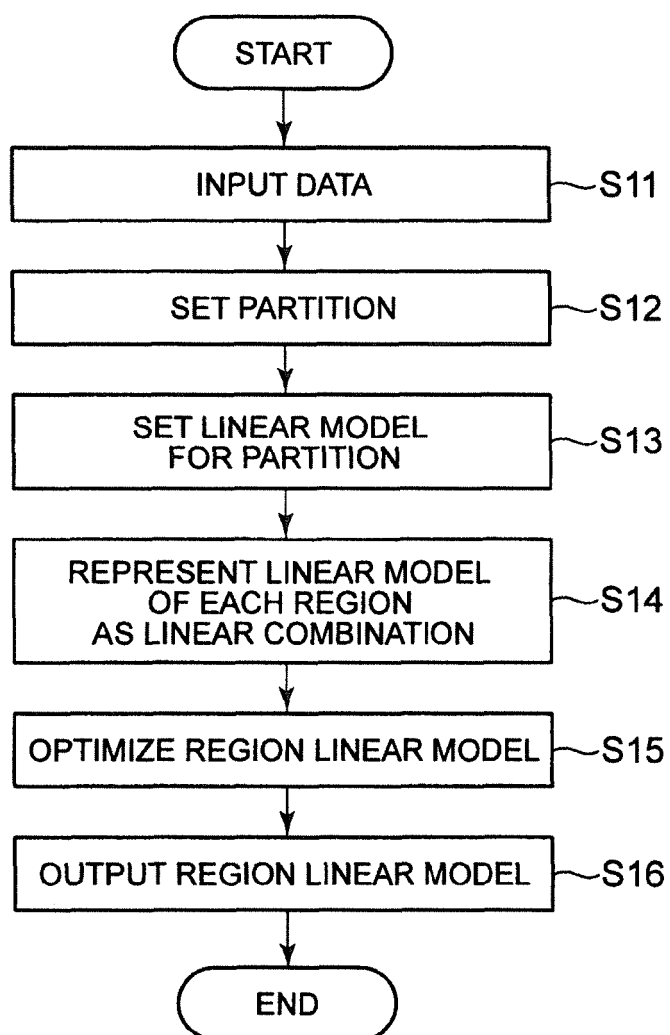 START
INPUT DATA
S11
SET PARTITION
S12
SET LINEAR MODEL
FOR PARTITION
S13
REPRESENT LINEAR MODEL
OF EACH REGION
AS LINEAR COMBINATION
S14
OPTIMIZE REGION LINEAR MODEL
S15
OUTPUT REGION LINEAR MODEL
S16
END